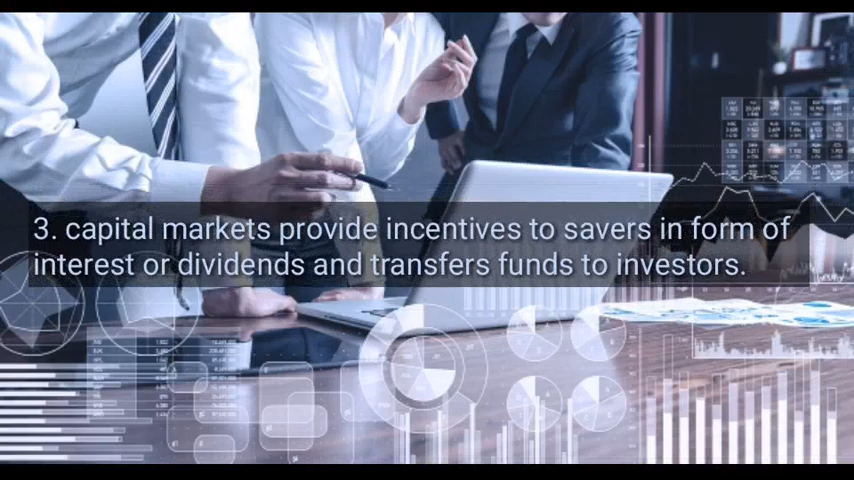 3. capital markets provide incentives to savers in form of
interest or dividends and transfers funds to investors.